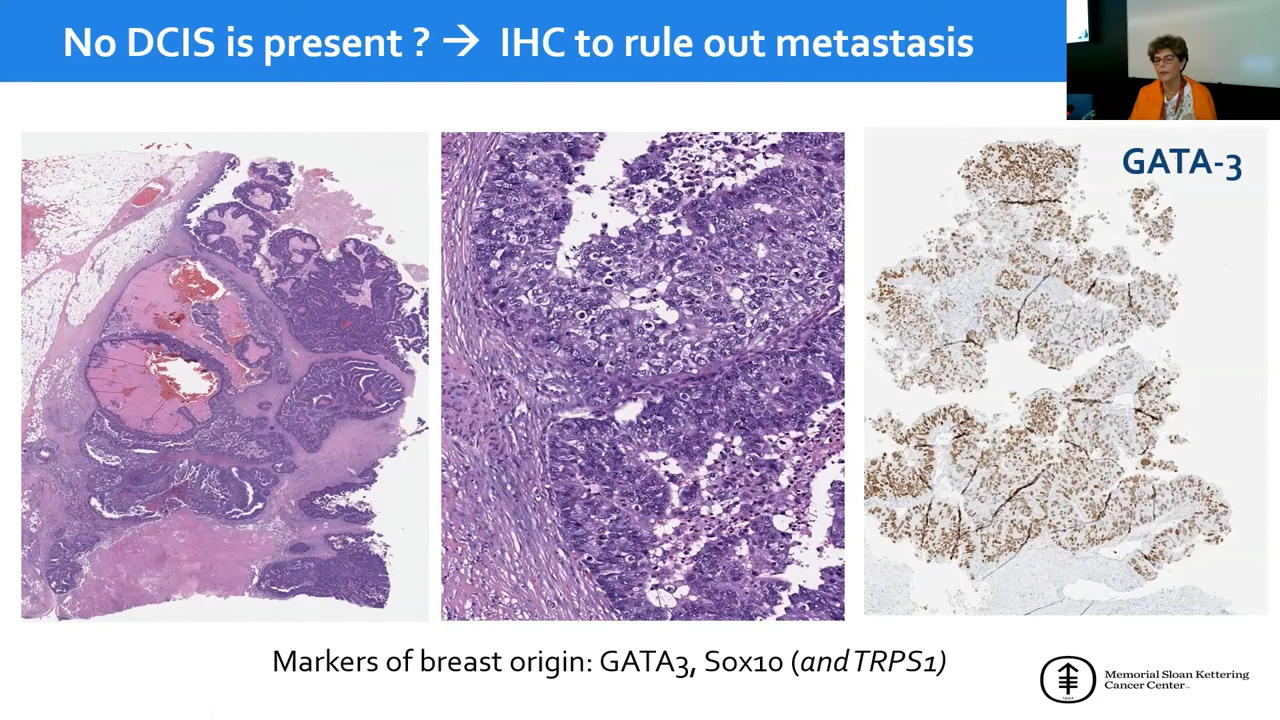 No DCIS is present ? → IHC to rule out metastasis
GATA-3
Markers of breast origin: GATA3, Sox10 (and TRPS1)
Memorial Sloan Kettering
Cancer Center